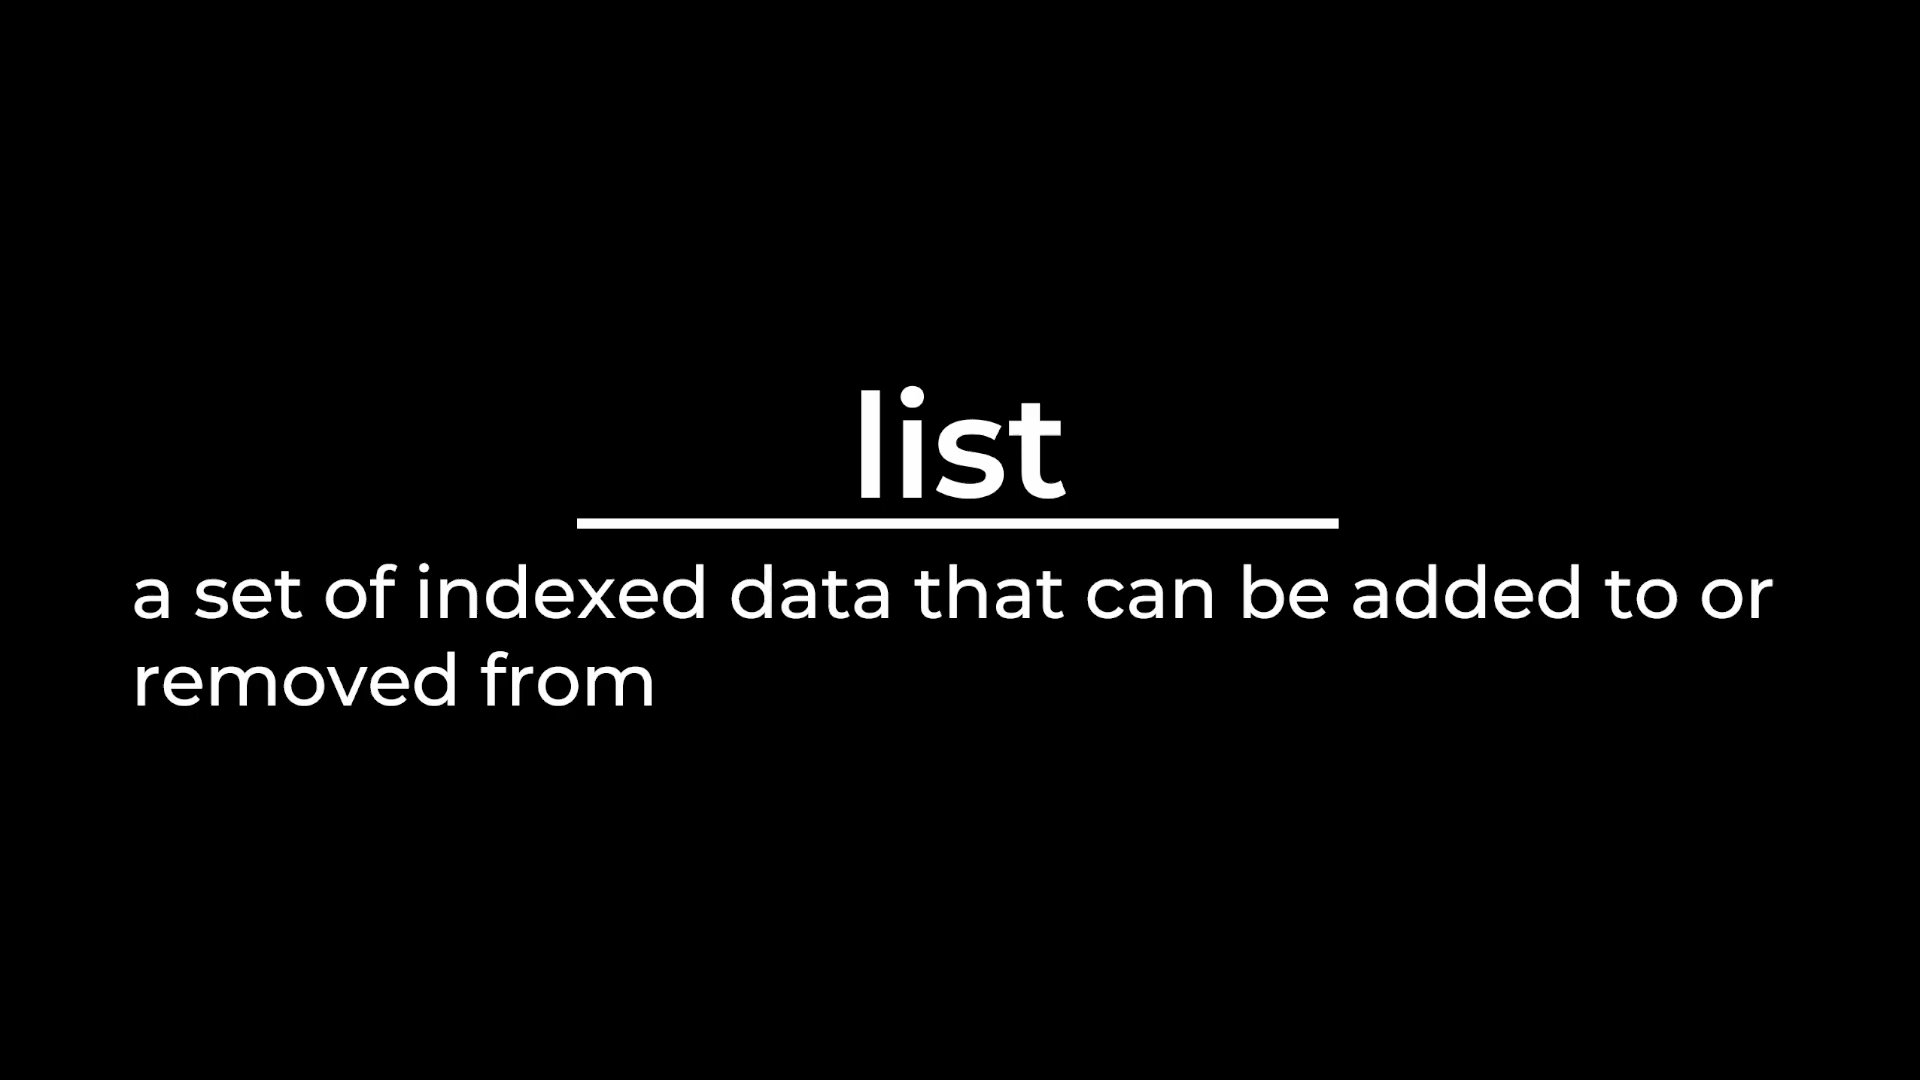 list
a set of indexed data that can be added to or
removed from